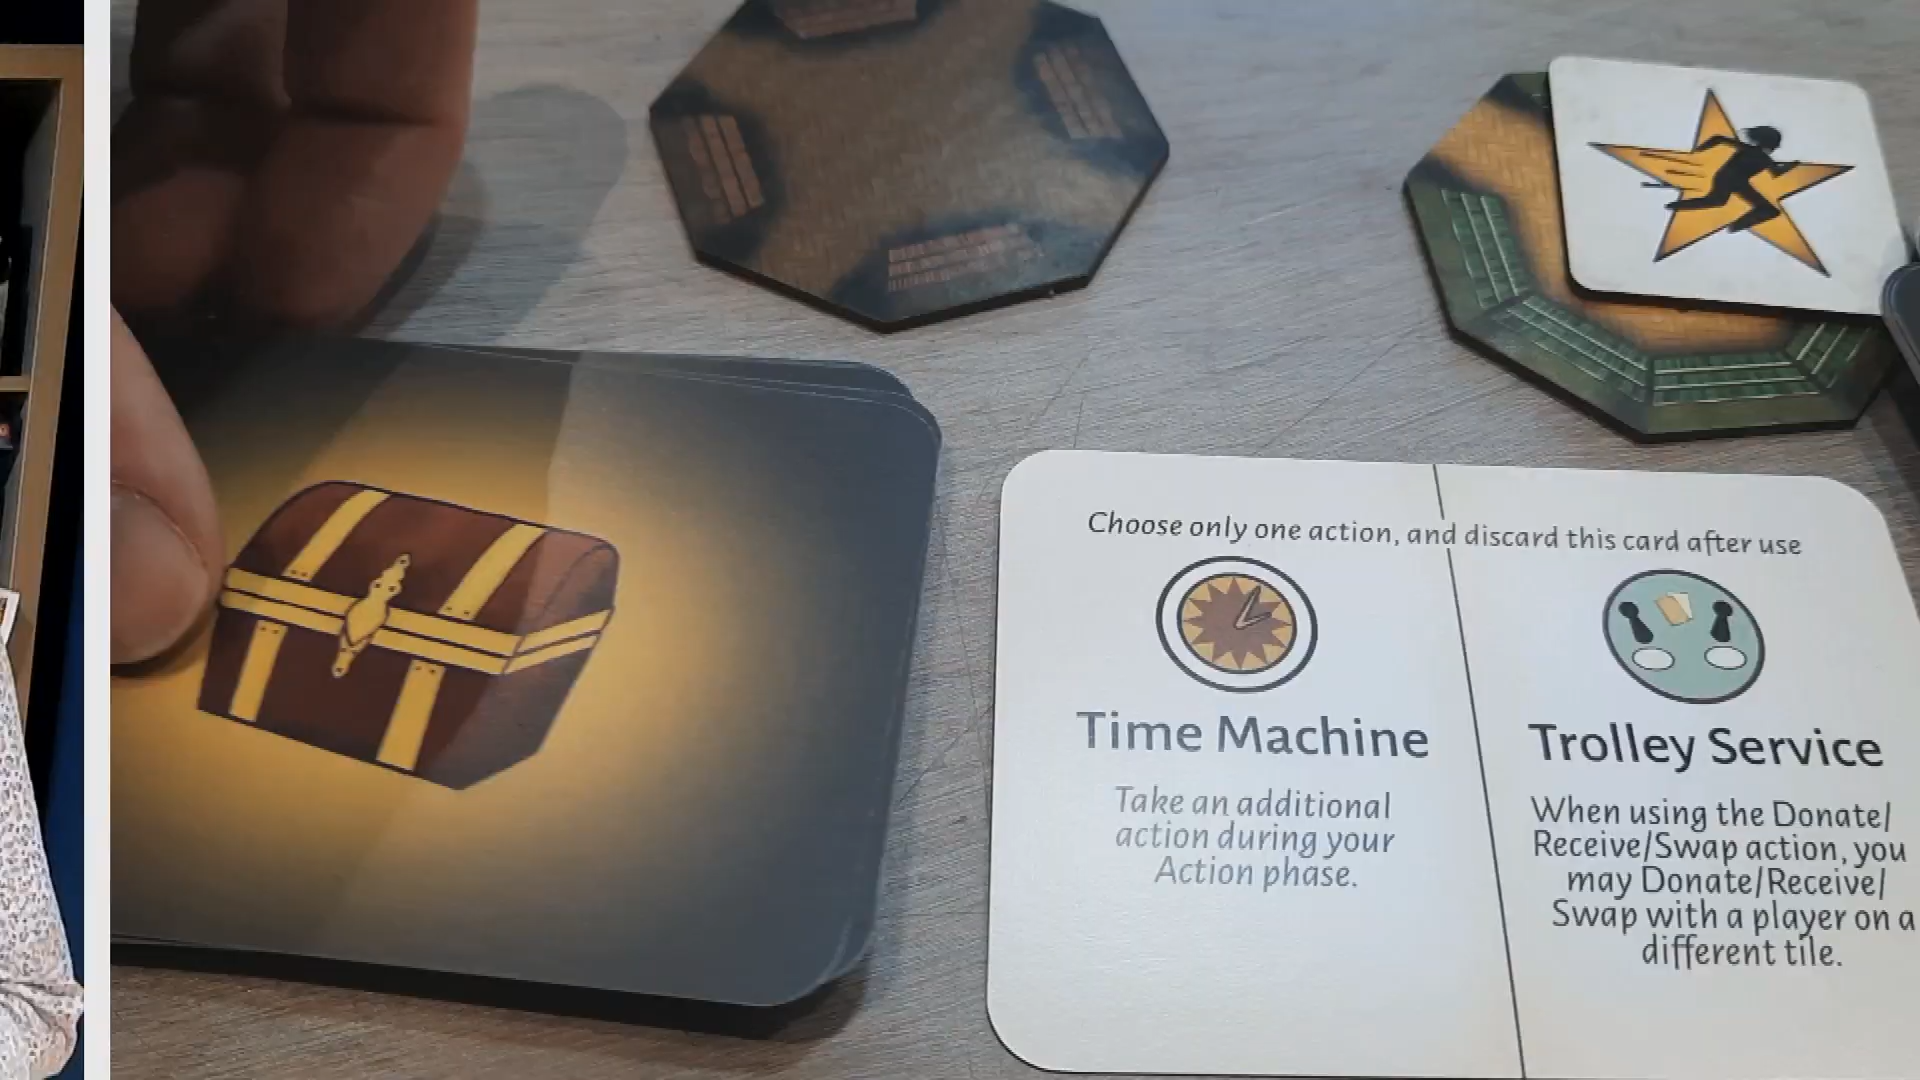 Choose only one action, and discard this card after use
Time Machine
Take an additional
action during your
Action phase.
Trolley Service
When using the Donate/
Receive/Swap action, you
may Donate/Receive/
Swap with a player on a
different tile.